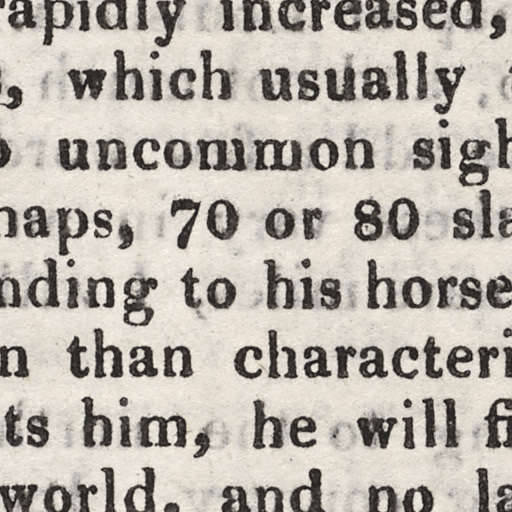 rapidly increased,
, which usually
o uncommon sigh
haps, 70 or 80 sla
nding to his horse
n than characteri
ts him, he will fi
world, and no la